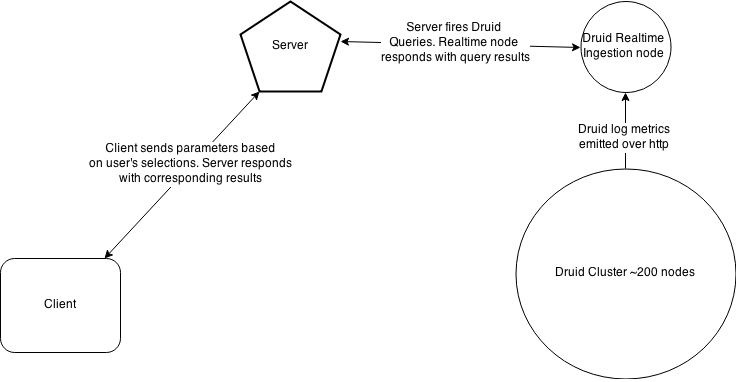 Server
Server fires Druid
Queries. Realtime node
responds with query results
Druid Realtime
Ingestion node
Client sends parameters based
on user's selections. Server responds
with corresponding results
Druid log metrics
emitted over http
Client
Druid Cluster ~200 nodes